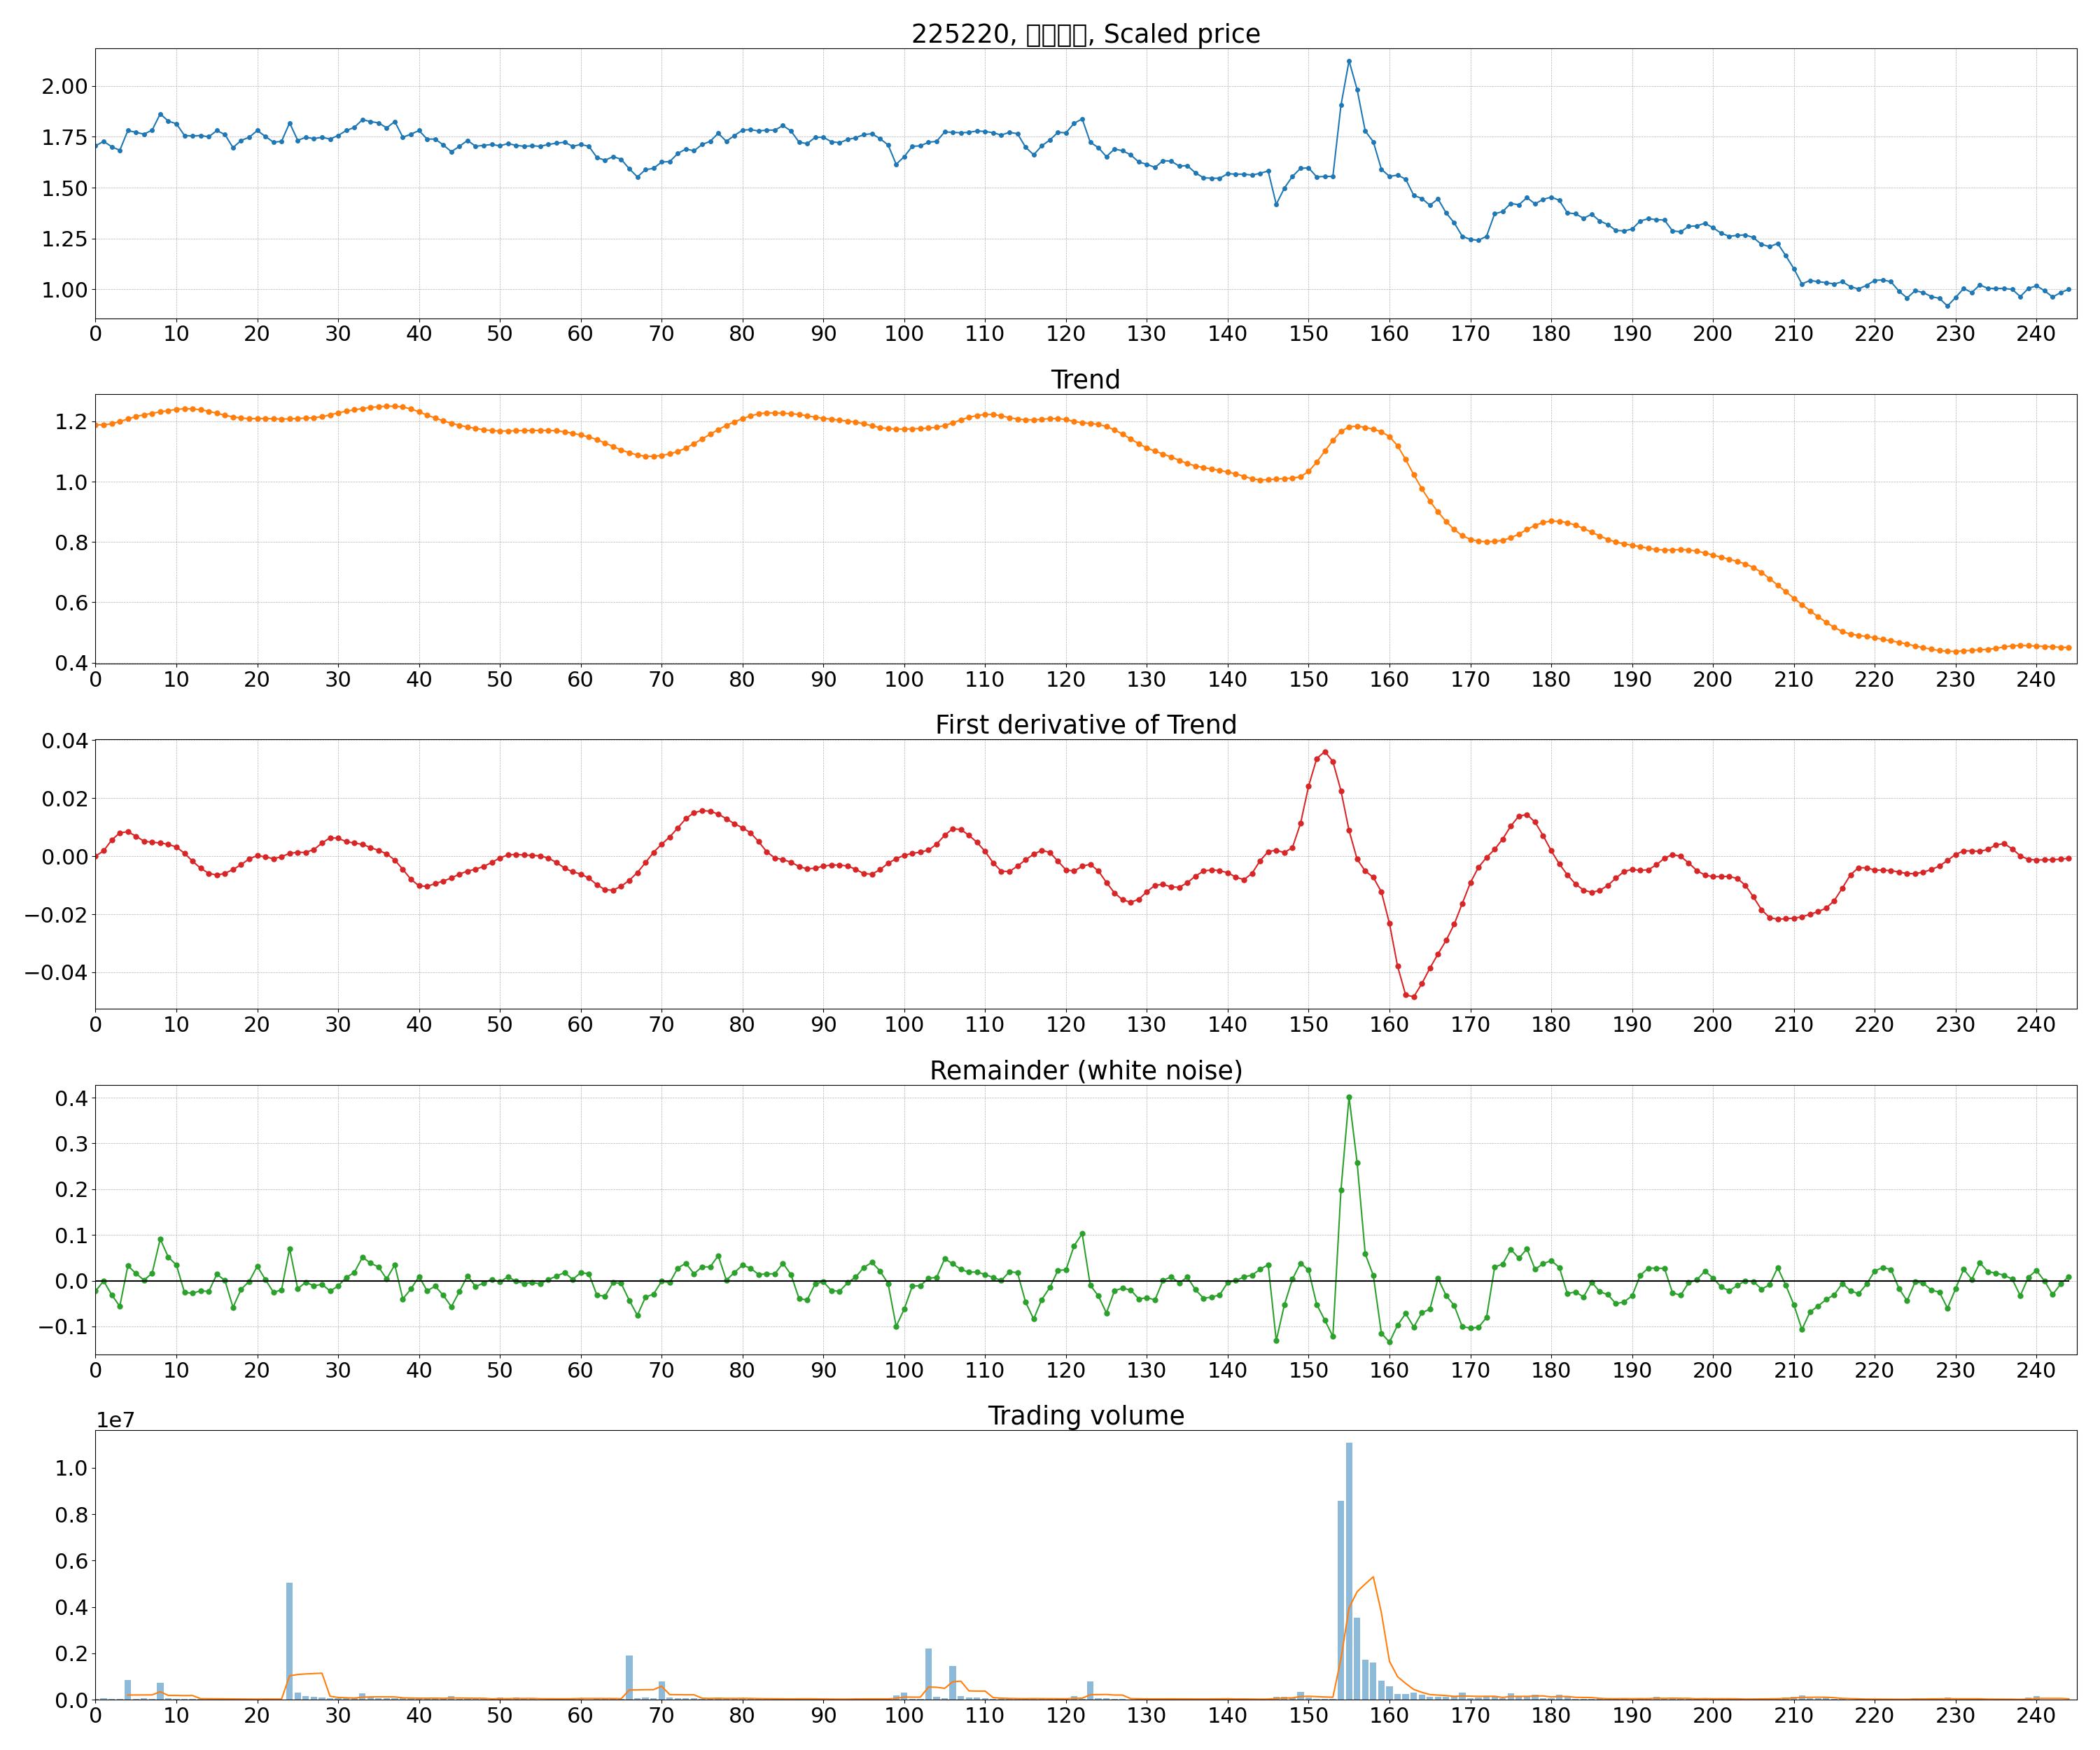 225220, , Scaled price
2.00
1.75
1.50
1.25
1.00
0 10 20 30 40 50 60 70 80 90 100 110 120 130 140 150 160 170 180 190 200 210 220 230 240
Trend
1.2
1.0
0.8
0.6
0.4
0 10 20 30 40 50 60 70 80 90 100 110 120 130 140 150 160 170 180 190 200 210 220 230 240
First derivative of Trend
0.04
0.02
0.00
−0.02
−0.04
0 10 20 30 40 50 60 70 80 90 100 110 120 130 140 150 160 170 180 190 200 210 220 230 240
Remainder (white noise)
0.4
0.3
0.2
0.1
0.0
−0.1
0 10 20 30 40 50 60 70 80 90 100 110 120 130 140 150 160 170 180 190 200 210 220 230 240
Trading volume
1e7
1.0
0.8
0.6
0.4
0.2
0.0
0 10 20 30 40 50 60 70 80 90 100 110 120 130 140 150 160 170 180 190 200 210 220 230 240